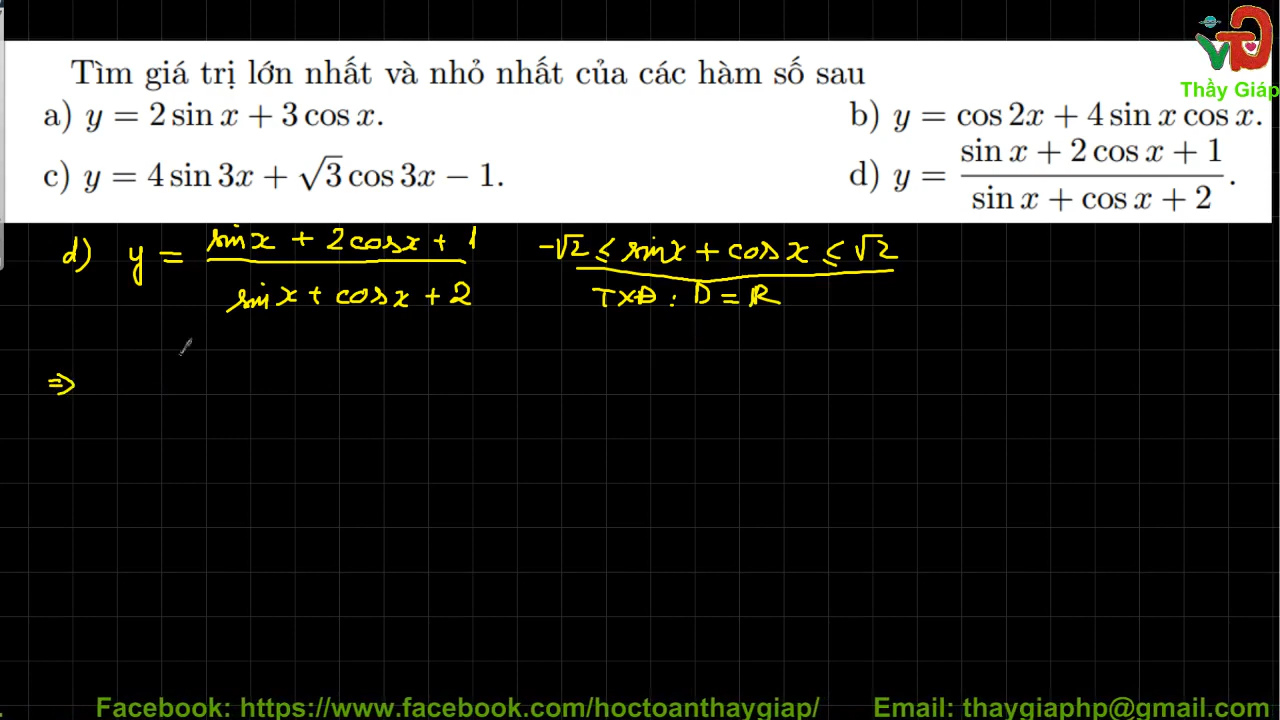 Thầy Giáp
Tìm giá trị lớn nhất và nhỏ nhất của các hàm số sau
a) y = 2 sin x + 3 cos x.
b) y = cos 2x + 4 sin x cos x.
c) y = 4 sin 3x + √3 cos 3x − 1.
d) y = (sin x + 2 cos x + 1)/(sin x + cos x + 2).
d) y = (sin x + 2 cos x + 1)/(sin x + cos x + 2)
-√2 ≤ sin x + cos x ≤ √2
TXĐ : D = ℝ
⇒
Facebook: https://www.facebook.com/hoctoanthaygiap/
Email: thaygiaphp@gmail.com